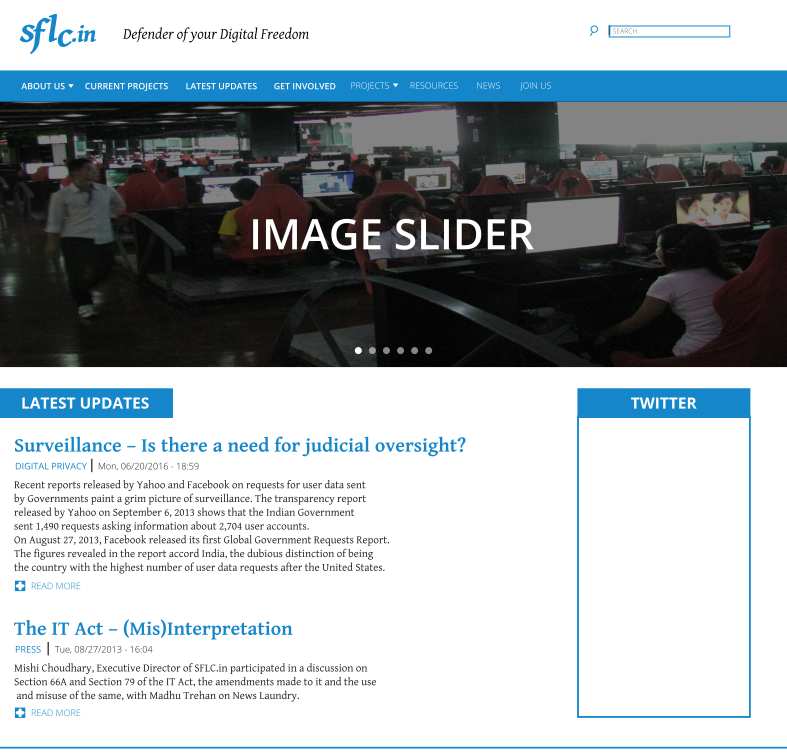 sflc.in
Defender of your Digital Freedom
SEARCH
ABOUT US CURRENT PROJECTS LATEST UPDATES GET INVOLVED PROJECTS RESOURCES NEWS JOIN US
IMAGE SLIDER
LATEST UPDATES
Surveillance – Is there a need for judicial oversight?
DIGITAL PRIVACY | Mon, 06/20/2016 - 18:59
Recent reports released by Yahoo and Facebook on requests for user data sent
by Governments paint a grim picture of surveillance. The transparency report
released by Yahoo on September 6, 2013 shows that the Indian Government
sent 1,490 requests asking information about 2,704 user accounts.
On August 27, 2013, Facebook released its first Global Government Requests Report.
The figures revealed in the report accord India, the dubious distinction of being
the country with the highest number of user data requests after the United States.
READ MORE
The IT Act – (Mis)Interpretation
PRESS | Tue, 08/27/2013 - 16:04
Mishi Choudhary, Executive Director of SFLC.in participated in a discussion on
Section 66A and Section 79 of the IT Act, the amendments made to it and the use
and misuse of the same, with Madhu Trehan on News Laundry.
READ MORE
TWITTER